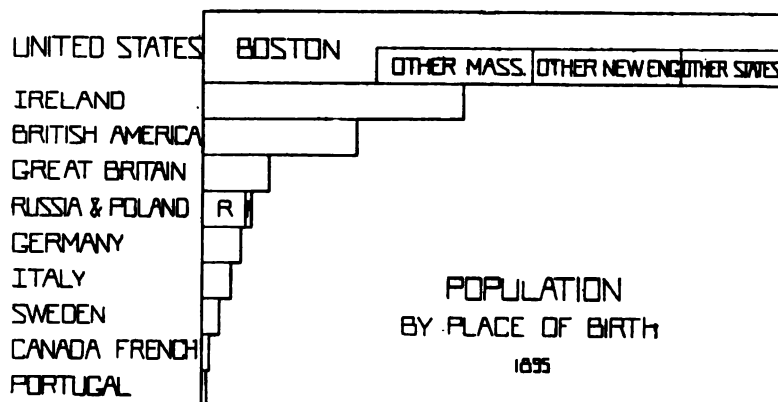 UNITED STATES BOSTON
OTHER MASS. OTHER NEW ENG OTHER STATES
IRELAND
BRITISH AMERICA
GREAT BRITAIN
RUSSIA & POLAND R
GERMANY
ITALY
SWEDEN
CANADA FRENCH
PORTUGAL
POPULATION
BY PLACE OF BIRTH
1895